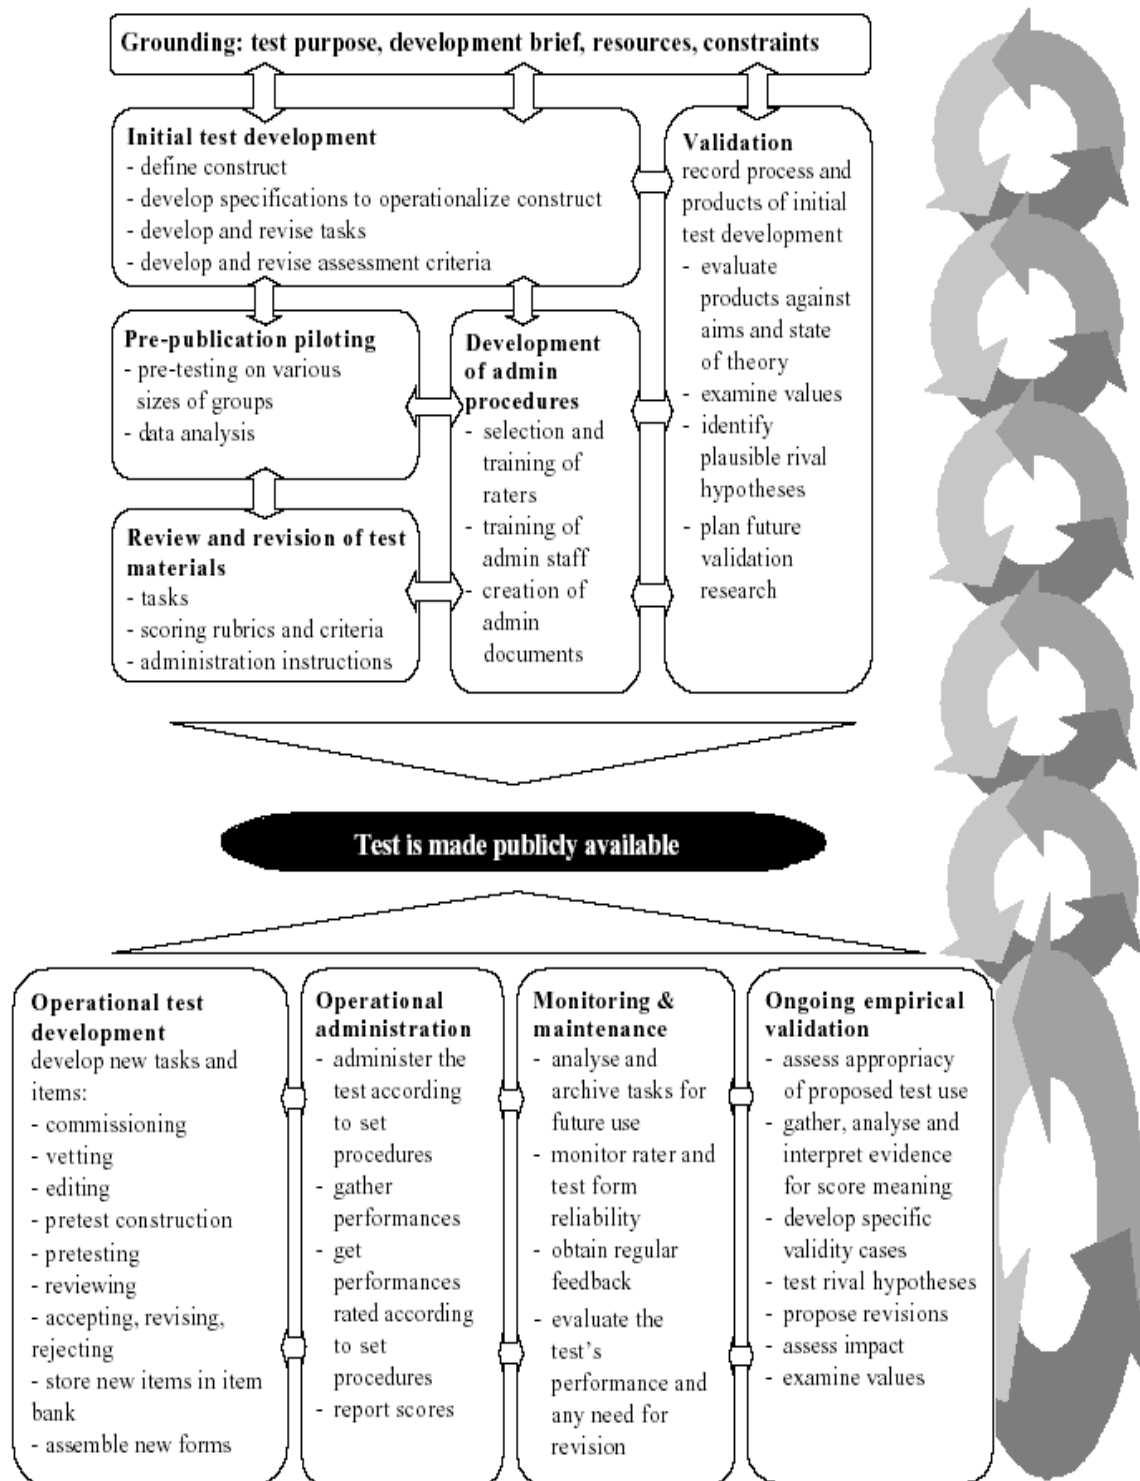 Grounding: test purpose, development brief, resources, constraints
Initial test development
- define construct
- develop specifications to operationalize construct
- develop and revise tasks
- develop and revise assessment criteria
Validation
record process and
products of initial
test development
- evaluate
products against
aims and state
of theory
- examine values
- identify
plausible rival
hypotheses
- plan future
validation
research
Pre-publication piloting
- pre-testing on various
sizes of groups
- data analysis
Development
of admin
procedures
- selection and
training of
raters
- training of
admin staff
- creation of
admin
documents
Review and revision of test
materials
- tasks
- scoring rubrics and criteria
- administration instructions
Test is made publicly available
Operational test
development
develop new tasks and
items:
- commissioning
- vetting
- editing
- pretest construction
- pretesting
- reviewing
- accepting, revising,
rejecting
- store new items in item
bank
- assemble new forms
Operational
administration
- administer the
test according
to set
procedures
- gather
performances
- get
performances
rated according
to set
procedures
- report scores
Monitoring &
maintenance
- analyse and
archive tasks for
future use
- monitor rater and
test form
reliability
- obtain regular
feedback
- evaluate the
test's
performance and
any need for
revision
Ongoing empirical
validation
- assess appropriacy
of proposed test use
- gather, analyse and
interpret evidence
for score meaning
- develop specific
validity cases
- test rival hypotheses
- propose revisions
- assess impact
- examine values